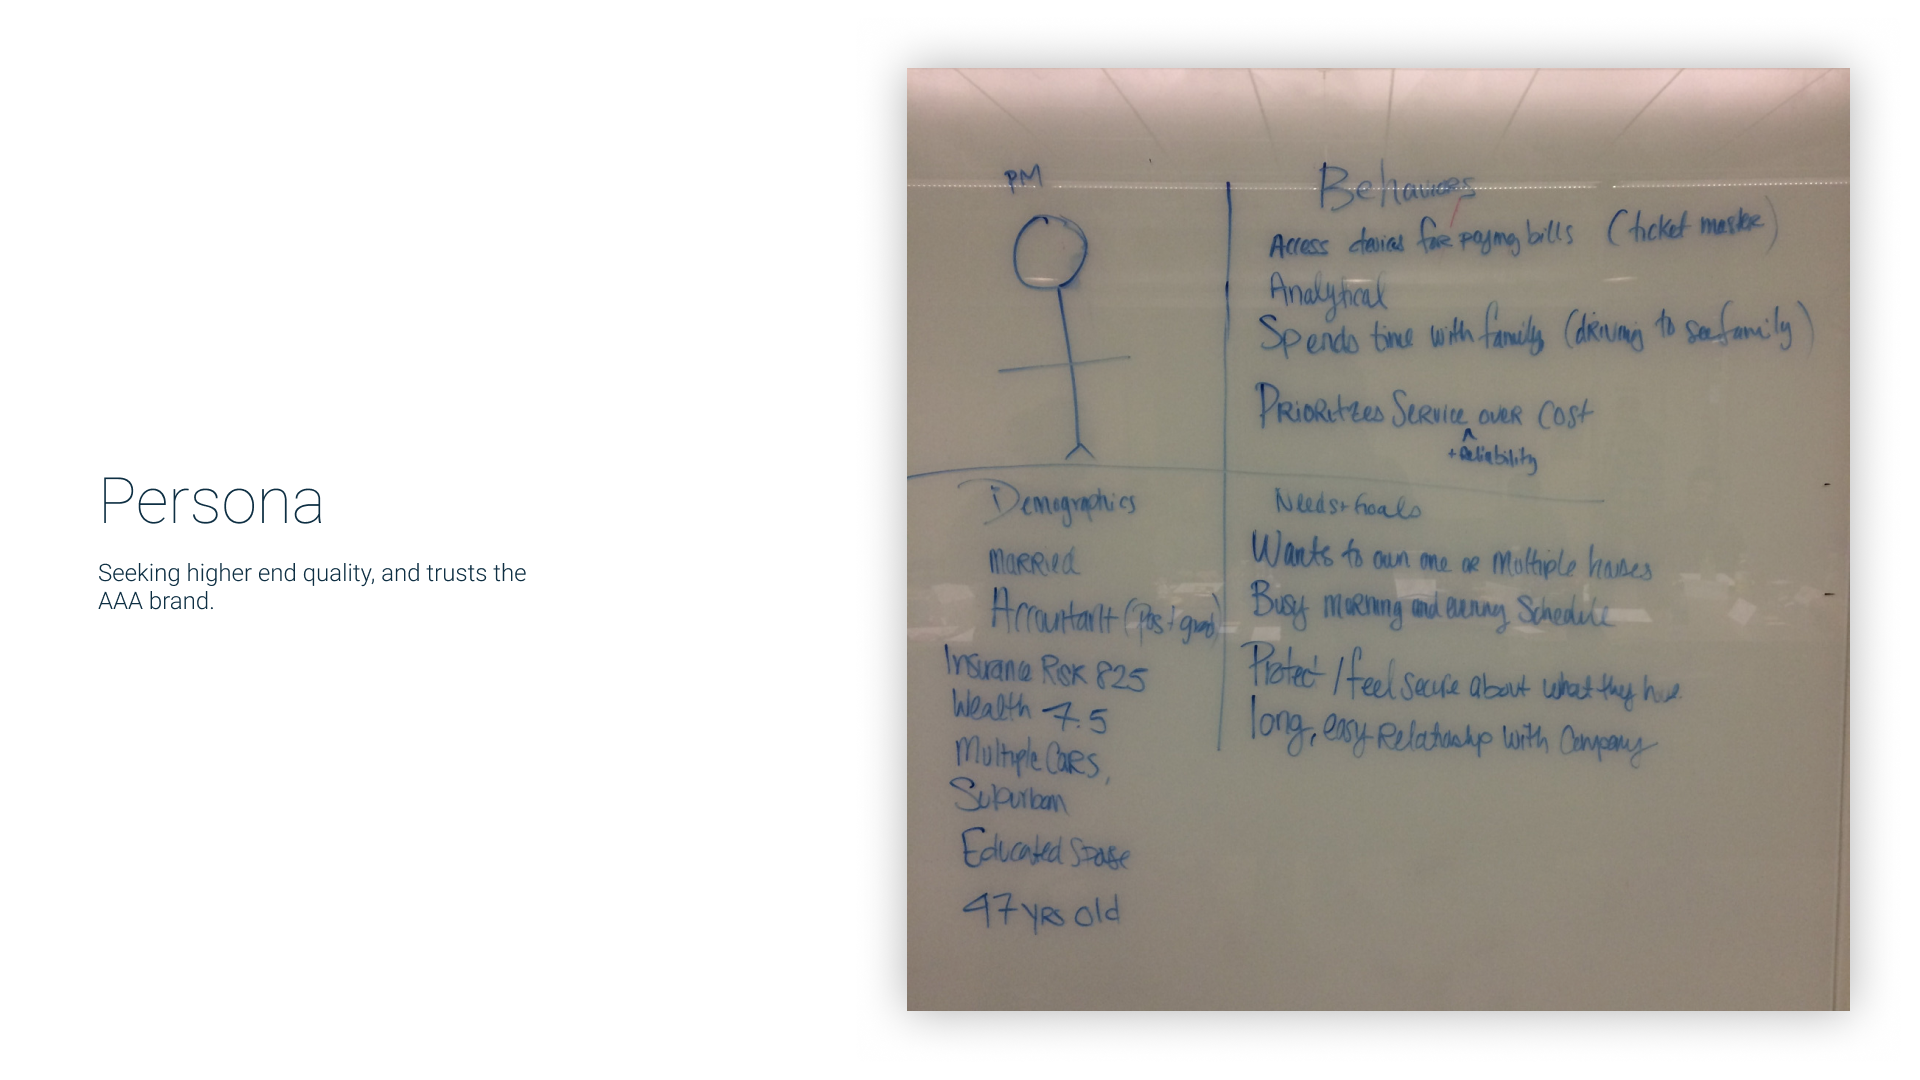 Persona
Seeking higher end quality, and trusts the
AAA brand.
PM
Behaviors
Access devices for paying bills (ticket master)
Analytical
Spends time with family (driving to see family)
Prioritizes Service over cost
+ Reliability
Demographics
Married
Accountant (post grad)
Insurance Risk 825
Wealth 7.5
Multiple Cars,
Suburban
Educated
47 yrs old
Needs + Goals
Wants to own one or multiple houses
Busy morning and evening Schedule
Protect / feel secure about what they have
long, easy relationship with Company